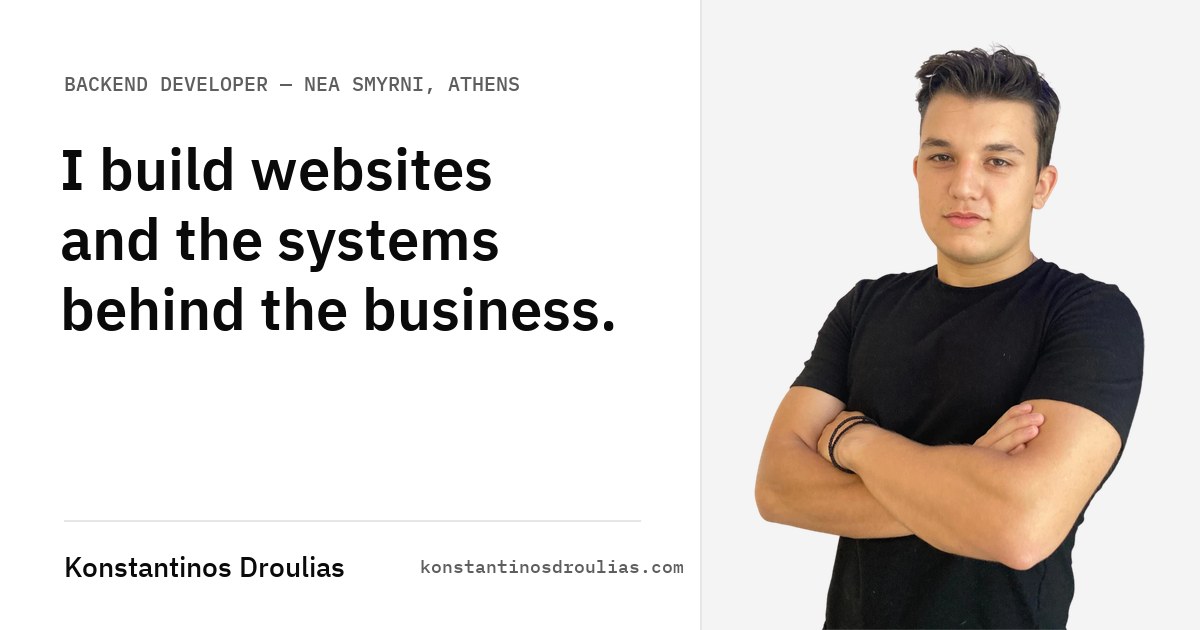 BACKEND DEVELOPER — NEA SMYRNI, ATHENS
I build websites
and the systems
behind the business.
Konstantinos Droulias
konstantinosdroulias.com